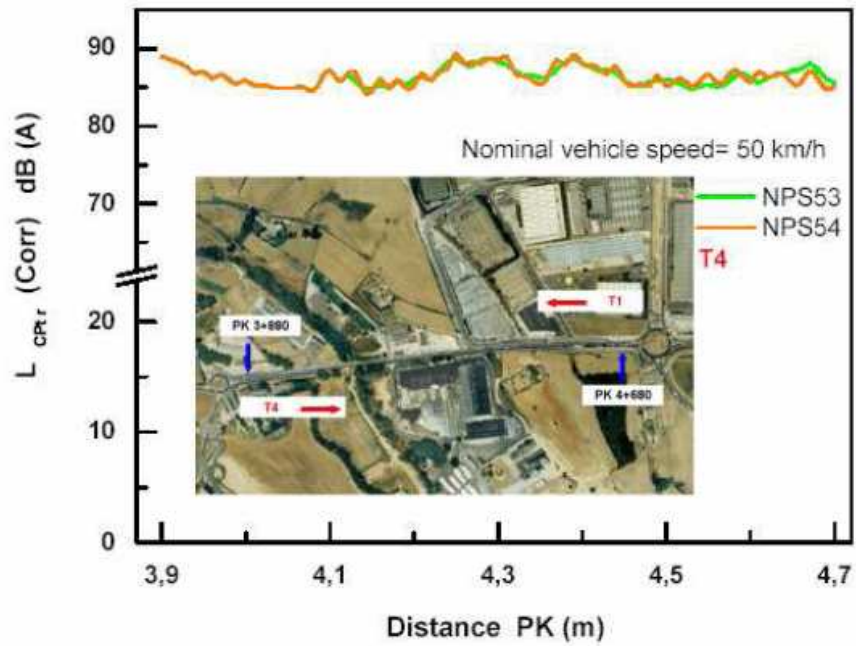 90
80
70
20
10
0
L CPtr (Corr) dB (A)
Nominal vehicle speed= 50 km/h
NPS53
NPS54
T4
T1
PK 3+880
PK 4+680
T4
3,9 4,1 4,3 4,5 4,7
Distance PK (m)